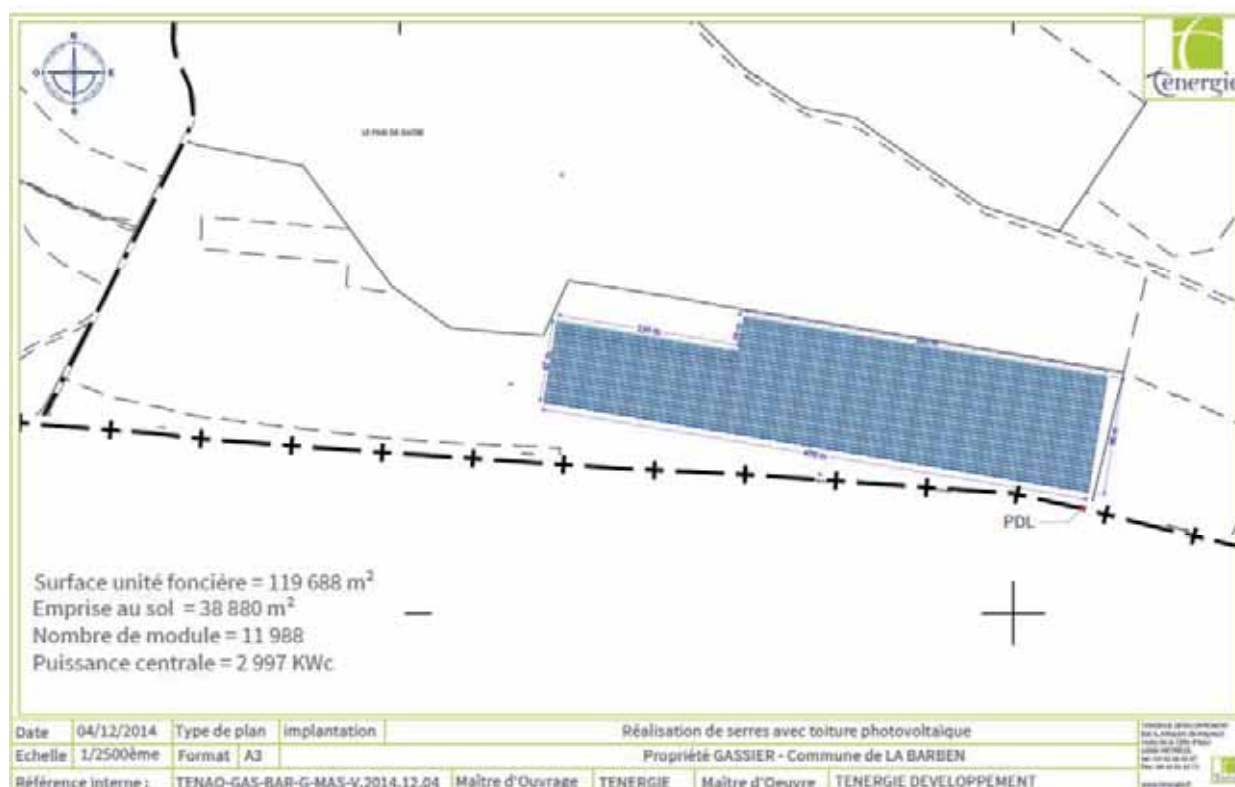 N
O E
S
Tenergie
PDL
Surface unité foncière = 119 688 m²
Emprise au sol = 38 880 m²
Nombre de module = 11 988
Puissance centrale = 2 997 KWc
Date 04/12/2014 Type de plan implantation Réalisation de serres avec toiture photovoltaïque
Echelle 1/2500ème Format A3 Propriété GASSIER - Commune de LA BARBEN
Référence interne : TENAO-GAS-BAR-G-MAS-V.2014.12.04 Maître d'Ouvrage TENERGIE Maître d'Oeuvre TENERGIE DEVELOPPEMENT